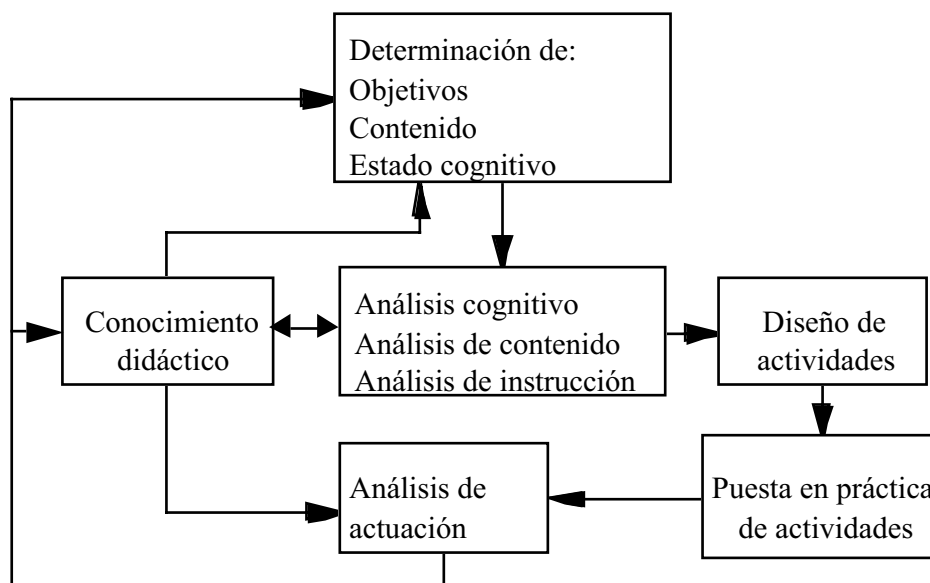 Determinación de:
Objetivos
Contenido
Estado cognitivo
Conocimiento
didáctico
Análisis cognitivo
Análisis de contenido
Análisis de instrucción
Diseño de
actividades
Análisis de
actuación
Puesta en práctica
de actividades